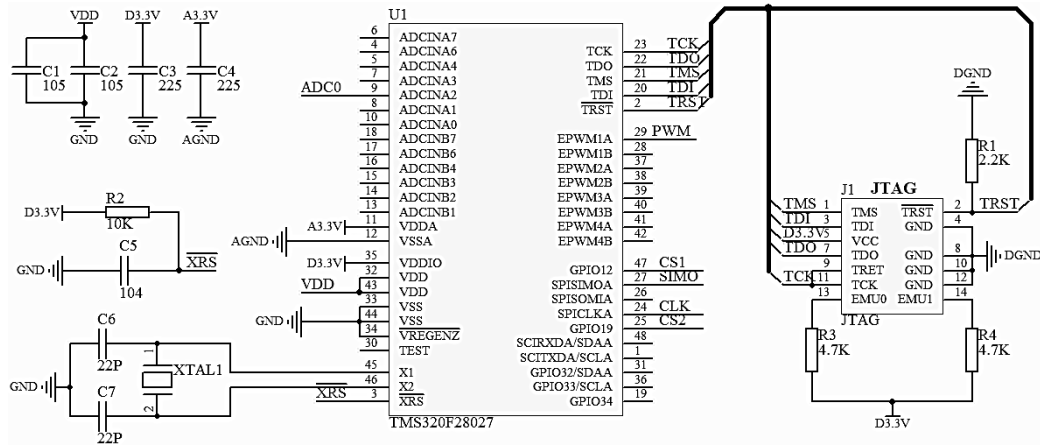 VDD D3.3V A3.3V
C1 105 C2 105 C3 225 C4 225
GND GND AGND
D3.3V R2 10K
GND C5 104 XRS
C6 22P
GND XTAL1 1 2
C7 22P
U1
6 ADCINA7
4 ADCINA6
5 ADCINA4
7 ADCINA3
ADC0 9 ADCINA2
8 ADCINA1
10 ADCINA0
18 ADCINB7
17 ADCINB6
16 ADCINB4
15 ADCINB3
14 ADCINB2
13 ADCINB1
A3.3V 11 VDDA
AGND 12 VSSA
D3.3V 35 VDDIO
32 VDD
VDD 43 VDD
33 VSS
GND 44 VSS
34 VREGENZ
30 TEST
45 X1
46 X2
XRS 3 XRS
TCK 23 TCK
TDO 22 TDO
TMS 21 TMS
TDI 20 TDI
TRST 2 TRST
EPWM1A 29 PWM
EPWM1B 28
EPWM2A 37
EPWM2B 38
EPWM3A 39
EPWM3B 40
EPWM4A 41
EPWM4B 42
GPIO12 47 CS1
SPISIMOA 27 SIMO
SPISOMIA 26
SPICLKA 24 CLK
GPIO19 25 CS2
SCIRXDA/SDAA 48
SCITXDA/SCLA 1
GPIO32/SDAA 31
GPIO33/SCLA 36
GPIO34 19
TMS320F28027
DGND
R1 2.2K
J1 JTAG
TMS 1 TMS TRST 2 TRST
TDI 3 TDI GND 4
D3.3V 5 VCC
TDO 7 TDO GND 8 DGND
9 TRET GND 10
TCK 11 TCK GND 12
13 EMU0 EMU1 14
JTAG
R3 4.7K R4 4.7K
D3.3V